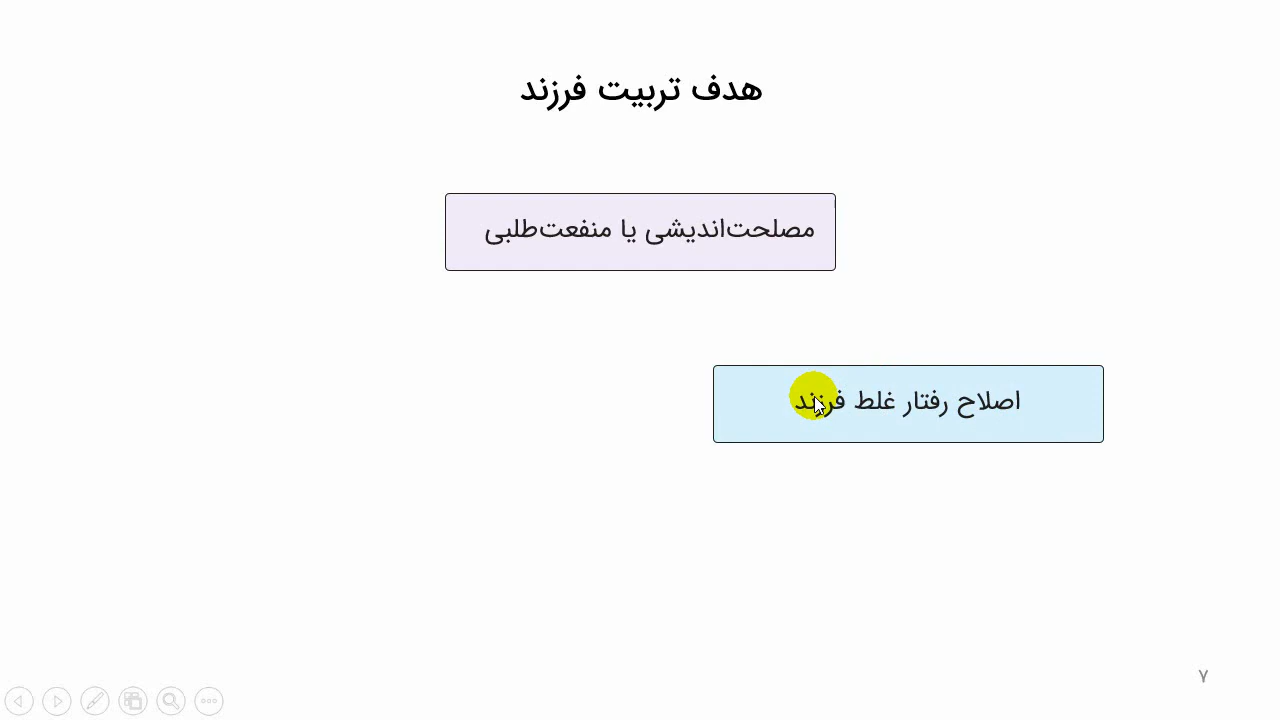 هدف تربیت فرزند
مصلحت‌اندیشی یا منفعت‌طلبی
اصلاح رفتار غلط فرزند
۷